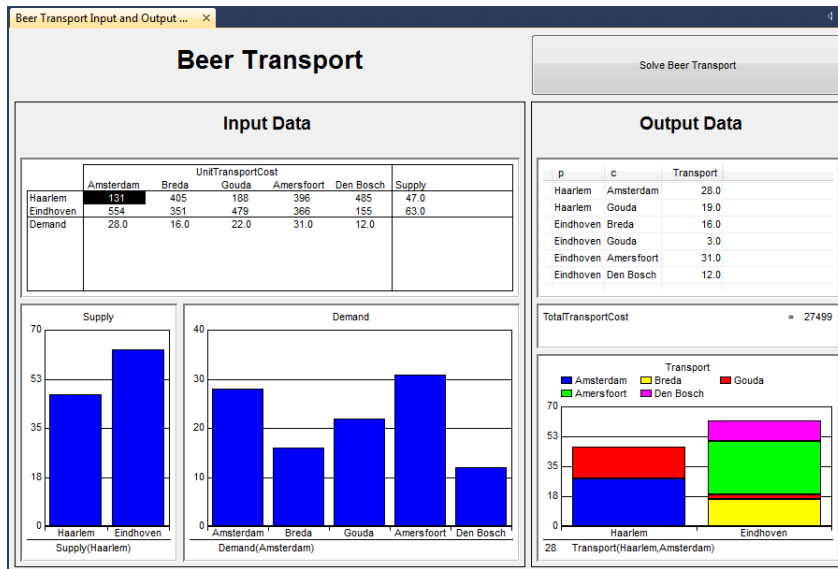 Beer Transport Input and Output ...
Beer Transport
Solve Beer Transport
Input Data
UnitTransportCost
Amsterdam Breda Gouda Amersfoort Den Bosch Supply
Haarlem 131 405 188 396 485 47.0
Eindhoven 554 351 479 366 155 63.0
Demand 28.0 16.0 22.0 31.0 12.0
Supply
70
53
35
18
0
Haarlem Eindhoven
Supply(Haarlem)
Demand
40
30
20
10
0
Amsterdam Breda Gouda Amersfoort Den Bosch
Demand(Amsterdam)
Output Data
p c Transport
Haarlem Amsterdam 28.0
Haarlem Gouda 19.0
Eindhoven Breda 16.0
Eindhoven Gouda 3.0
Eindhoven Amersfoort 31.0
Eindhoven Den Bosch 12.0
TotalTransportCost = 27499
Transport
Amsterdam Breda Gouda
Amersfoort Den Bosch
70
53
35
18
0
Haarlem Eindhoven
28 Transport(Haarlem,Amsterdam)